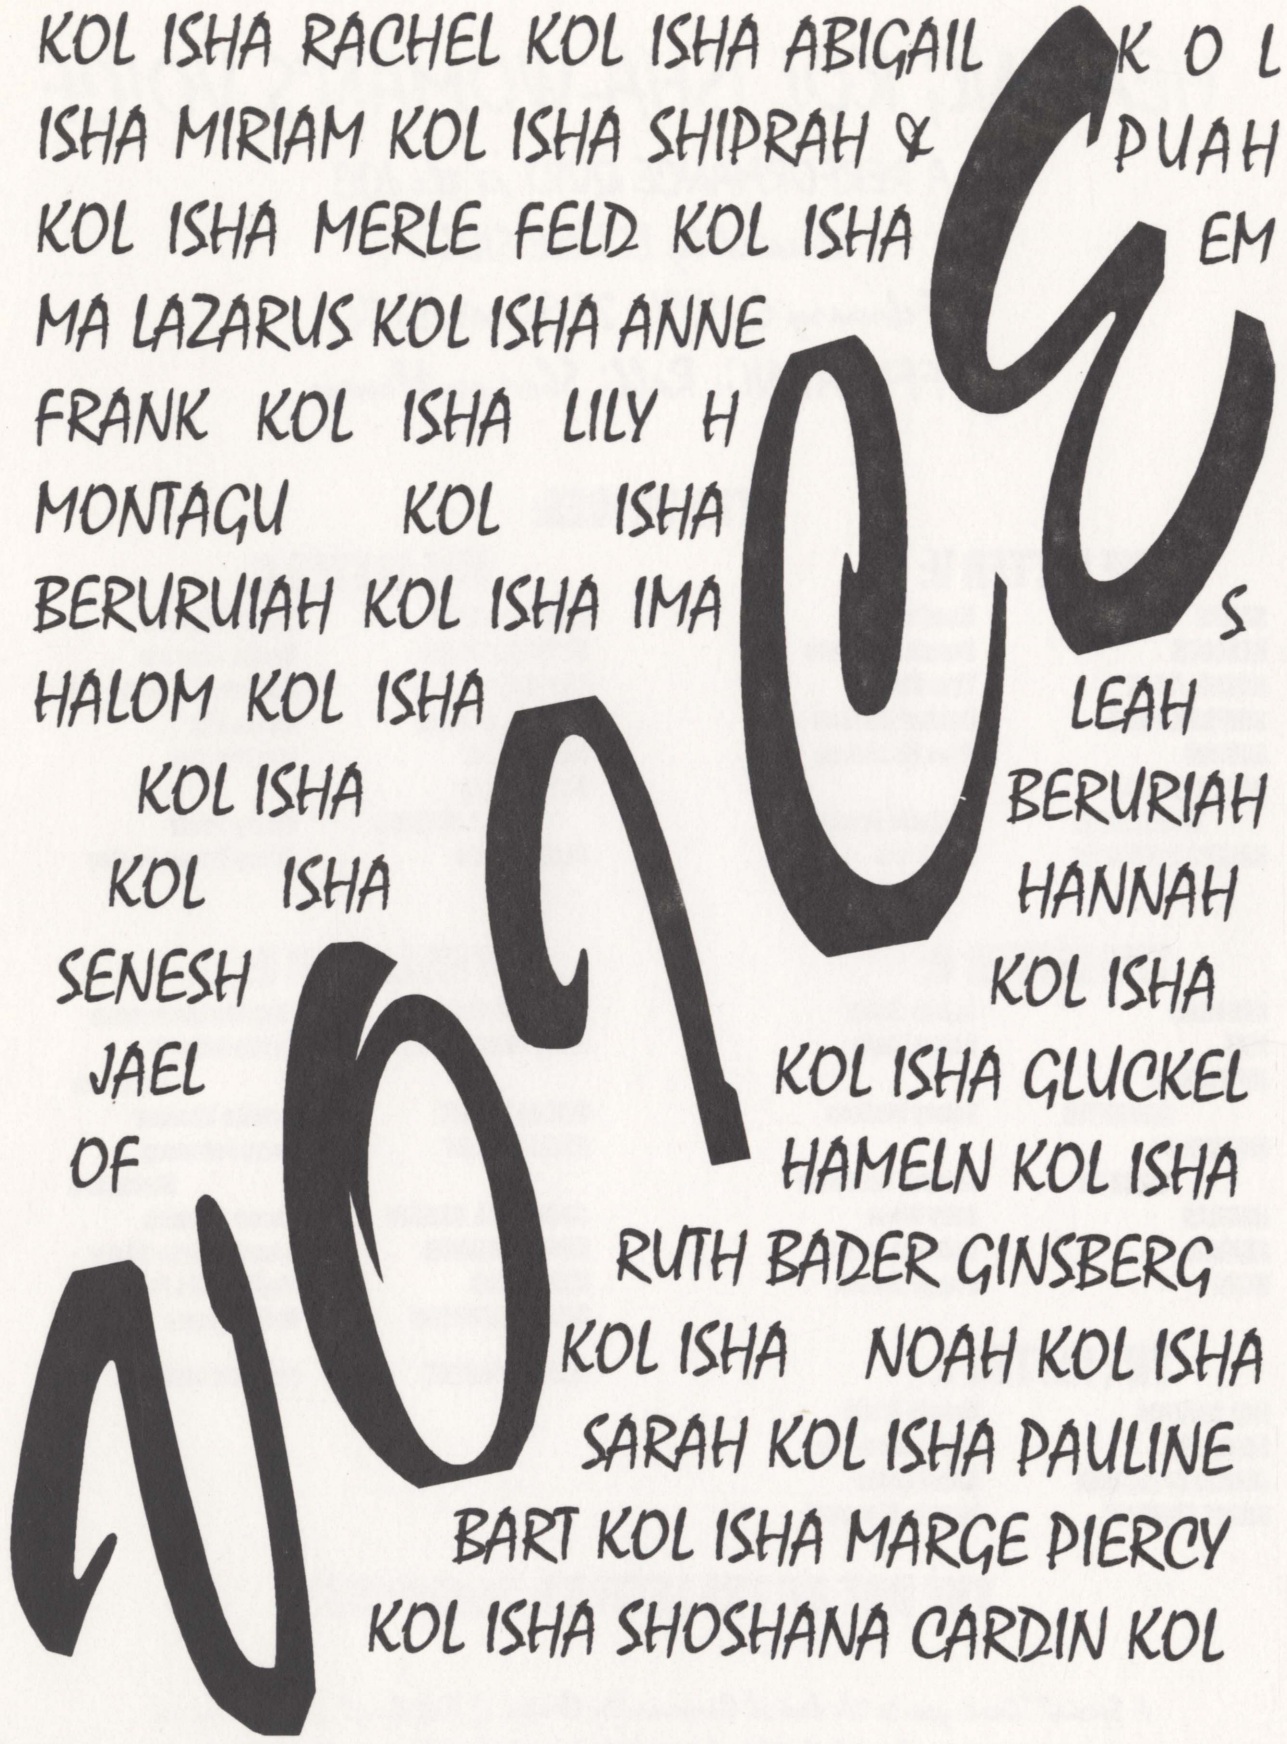 KOL ISHA RACHEL KOL ISHA ABIGAIL K O L
ISHA MIRIAM KOL ISHA SHIPRAH & PUAH
KOL ISHA MERLE FELD KOL ISHA EM
MA LAZARUS KOL ISHA ANNE
FRANK KOL ISHA LILY H
MONTAGU KOL ISHA
BERURUIAH KOL ISHA IMA S
HALOM KOL ISHA LEAH
KOL ISHA BERURIAH
KOL ISHA HANNAH
SENESH KOL ISHA
JAEL KOL ISHA GLUCKEL
OF HAMELN KOL ISHA
RUTH BADER GINSBERG
KOL ISHA NOAH KOL ISHA
SARAH KOL ISHA PAULINE
BART KOL ISHA MARGE PIERCY
KOL ISHA SHOSHANA CARDIN KOL
VOICE